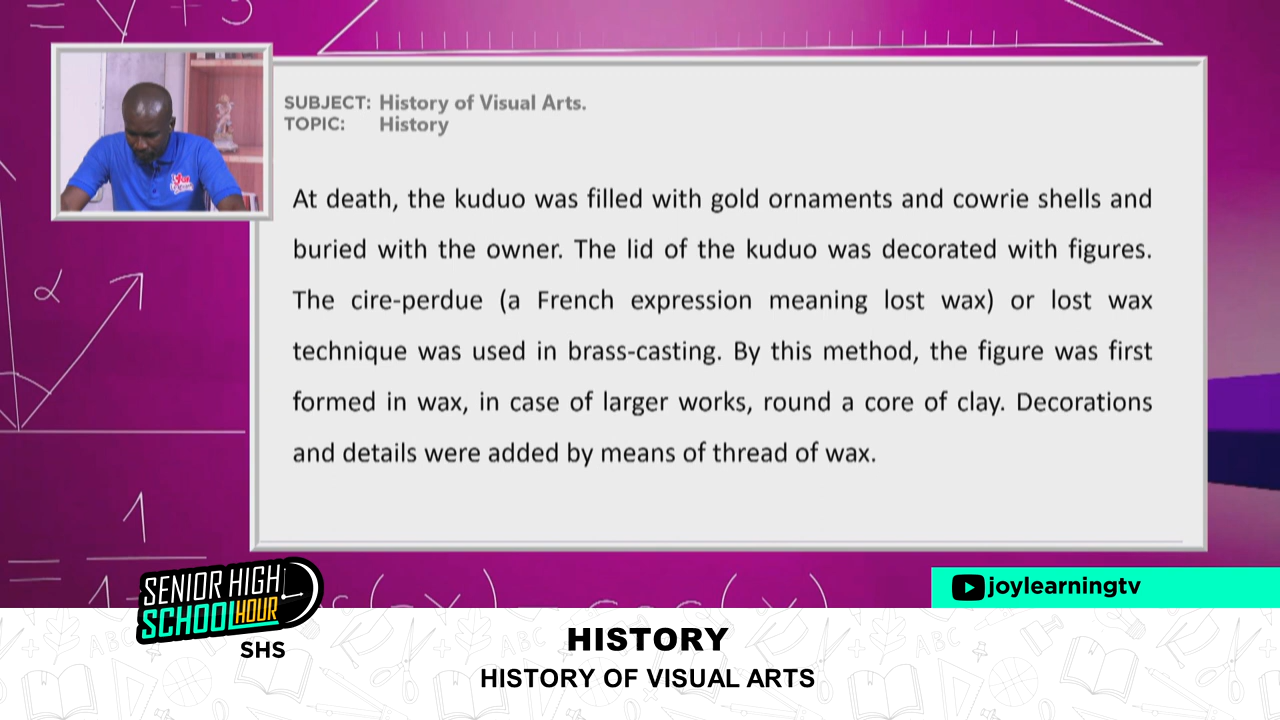 SUBJECT: History of Visual Arts.
TOPIC: History
At death, the kuduo was filled with gold ornaments and cowrie shells and
buried with the owner. The lid of the kuduo was decorated with figures.
The cire-perdue (a French expression meaning lost wax) or lost wax
technique was used in brass-casting. By this method, the figure was first
formed in wax, in case of larger works, round a core of clay. Decorations
and details were added by means of thread of wax.
SENIOR HIGH
SCHOOL HOUR
SHS
joylearningtv
HISTORY
HISTORY OF VISUAL ARTS